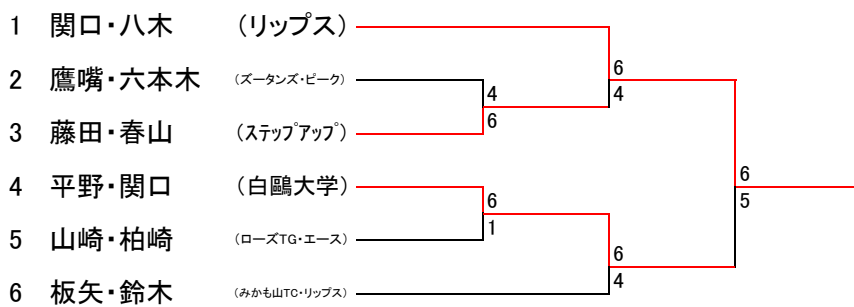 1 関口・八木 (リップス)
2 鷹嘴・六本木 (ズータンズ・ピーク)
3 藤田・春山 (ステップアップ)
4 平野・関口 (白鷗大学)
5 山崎・柏崎 (ローズTG・エース)
6 板矢・鈴木 (みかも山TC・リップス)
4
6
6
4
6
1
6
4
6
5